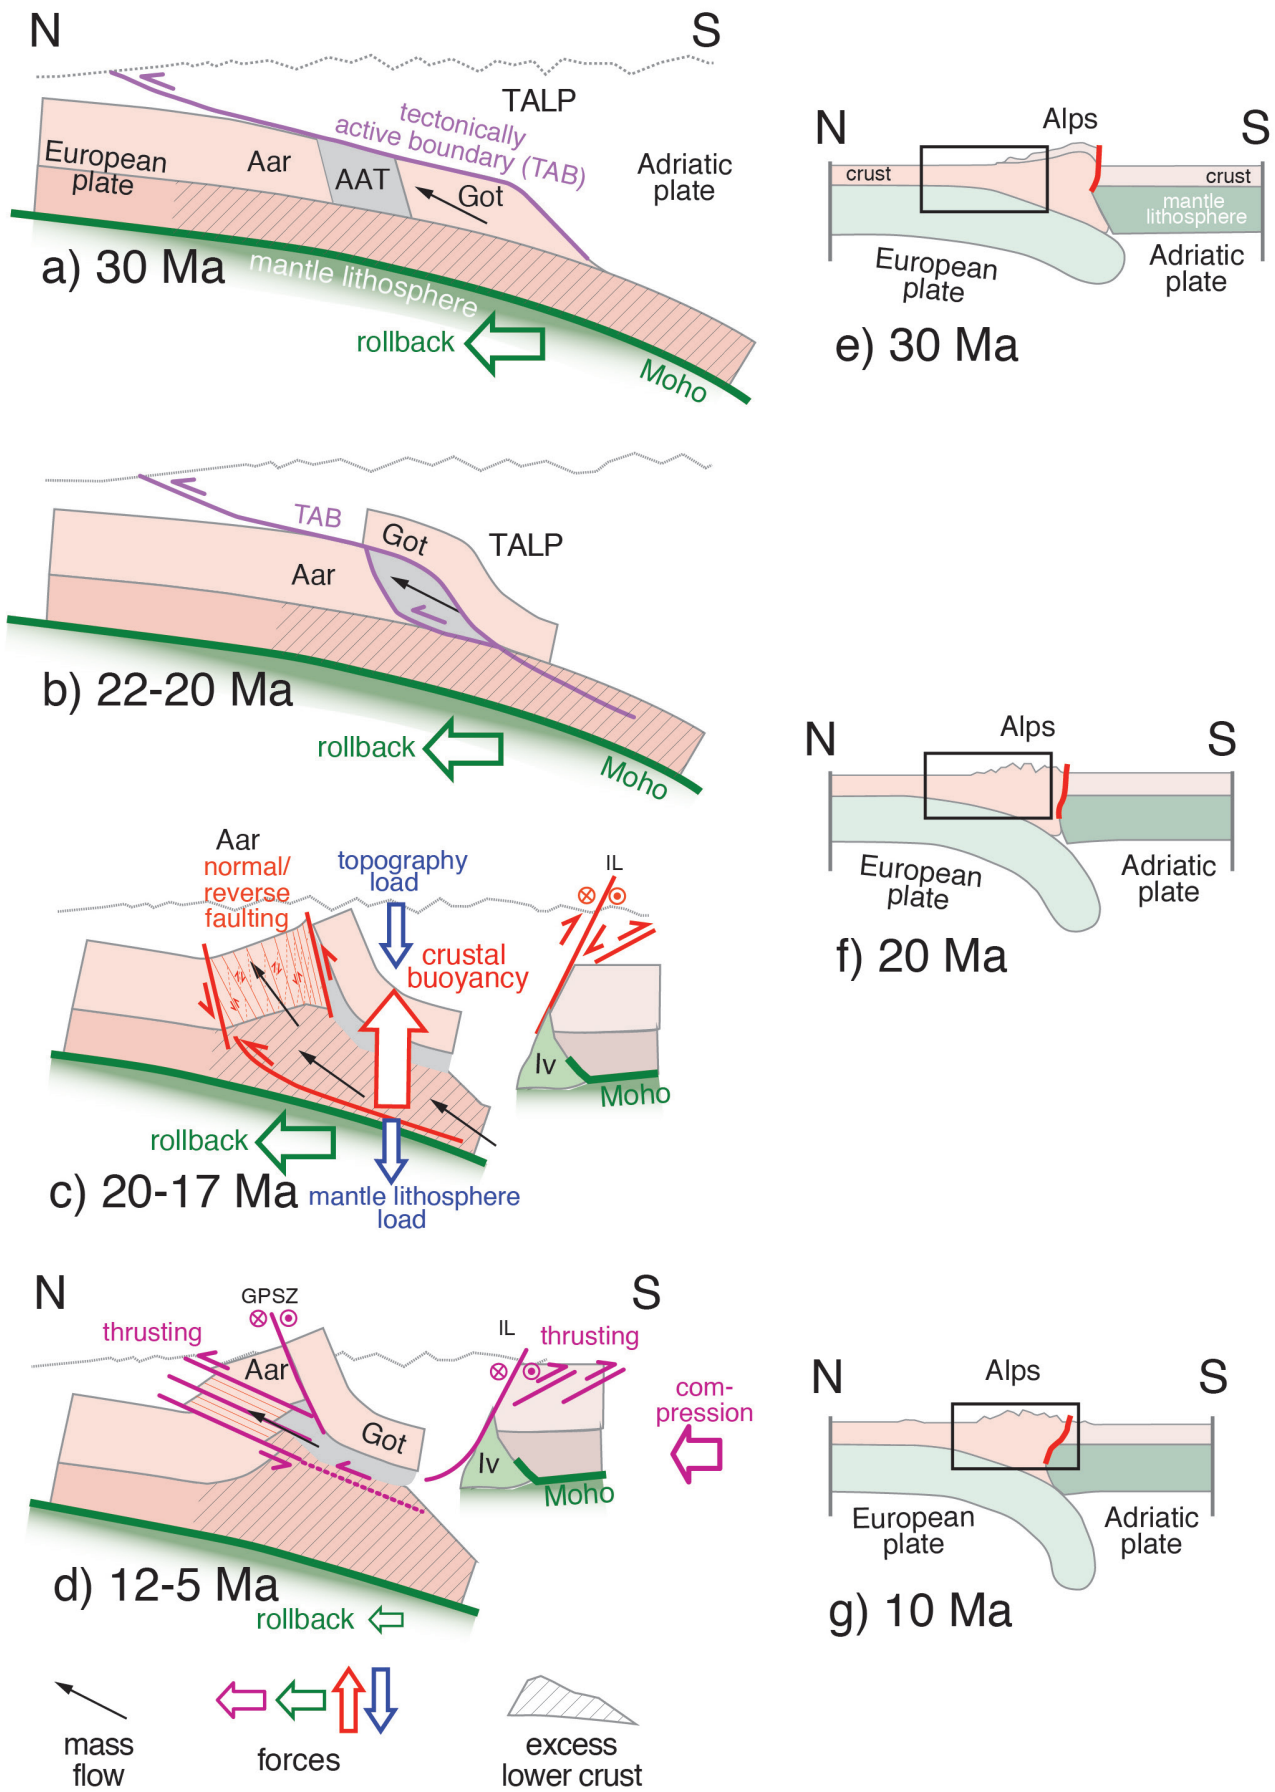 N
S
TALP
tectonically
active boundary (TAB)
European
plate
Aar
AAT
Got
Adriatic
plate
a) 30 Ma
mantle lithosphere
rollback
Moho
N
Alps
S
crust
crust
mantle
lithosphere
European
plate
Adriatic
plate
e) 30 Ma
TAB
Got
TALP
Aar
b) 22-20 Ma
rollback
Moho
N
Alps
S
European
plate
Adriatic
plate
f) 20 Ma
Aar
normal/
reverse
faulting
topography
load
crustal
buoyancy
IL
Iv
Moho
rollback
c) 20-17 Ma
mantle lithosphere
load
N
S
GPSZ
thrusting
Aar
Got
IL
thrusting
com-
pression
Iv
Moho
d) 12-5 Ma
rollback
N
Alps
S
European
plate
Adriatic
plate
g) 10 Ma
mass
flow
forces
excess
lower crust